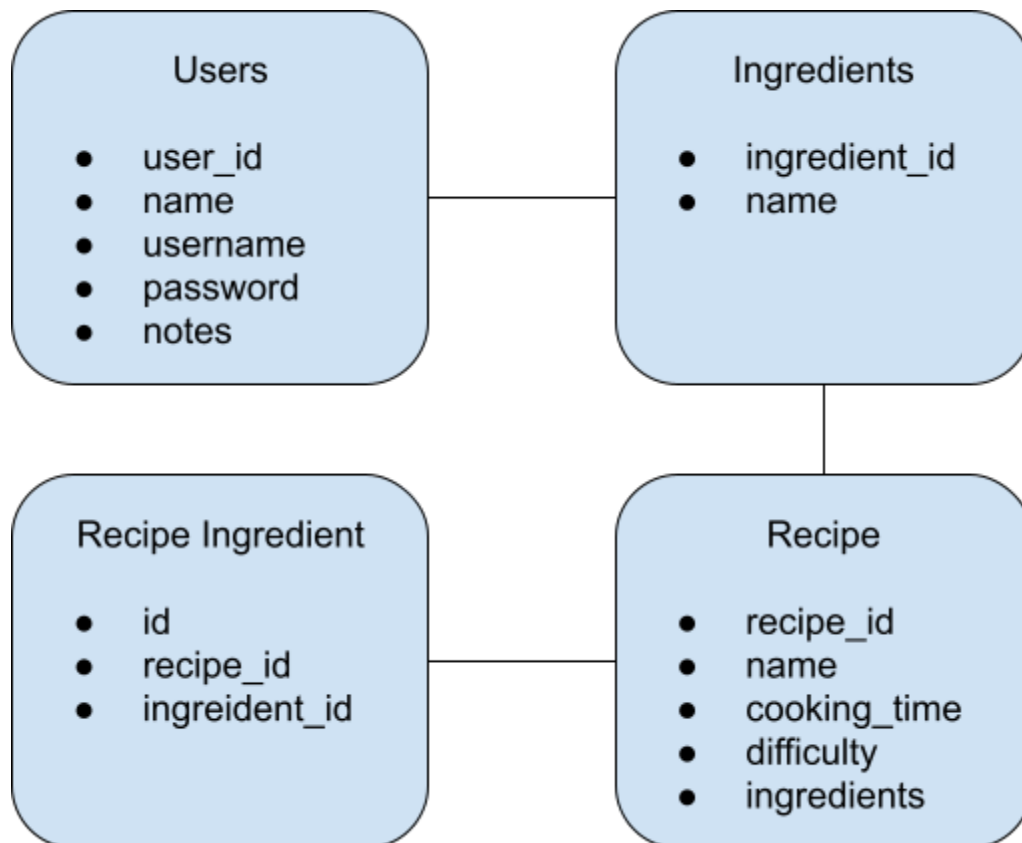 Users
● user_id
● name
● username
● password
● notes
Ingredients
● ingredient_id
● name
Recipe Ingredient
● id
● recipe_id
● ingreident_id
Recipe
● recipe_id
● name
● cooking_time
● difficulty
● ingredients